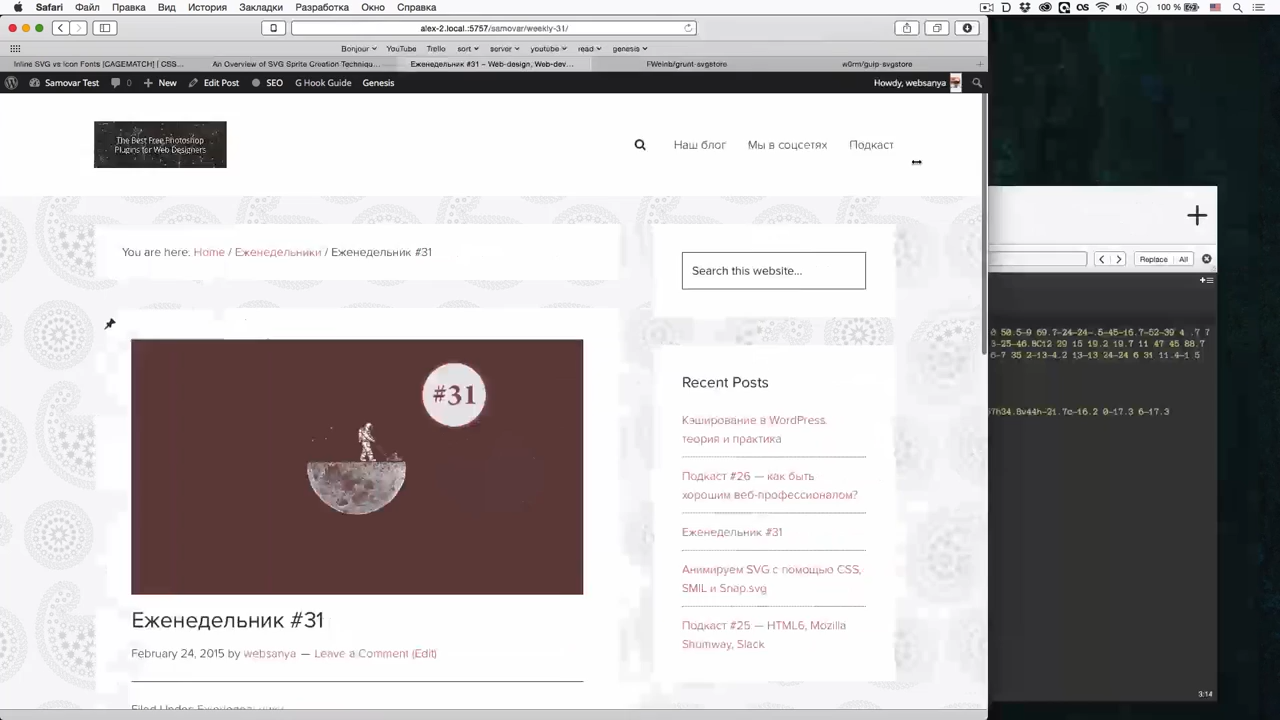 Safari Файл Правка Вид История Закладки Разработка Окно Справка
100 %
alex-2.local.:5757/samovar/weekly-31/
Bonjour YouTube Trello sort server youtube read genesis
Inline SVG vs Icon Fonts [CAGEMATCH] | CSS... An Overview of SVG Sprite Creation Techniqu... Еженедельник #31 – Web-design, Web-dev... FWeinb/grunt-svgstore w0rm/gulp-svgstore
Samovar Test 0 New Edit Post SEO G Hook Guide Genesis Howdy, websanya
The Best Free Photoshop
Plugins for Web Designers
Наш блог Мы в соцсетях Подкаст
You are here: Home / Еженедельники / Еженедельник #31
#31
Еженедельник #31
February 24, 2015 by websanya — Leave a Comment (Edit)
Filed Under: Еженедельники
Search this website...
Recent Posts
Кэширование в WordPress.
теория и практика
Подкаст #26 — как быть
хорошим веб-профессионалом?
Еженедельник #31
Анимируем SVG с помощью CSS,
SMIL и Snap.svg
Подкаст #25 — HTML6, Mozilla
Shumway, Slack
Replace All
3:14